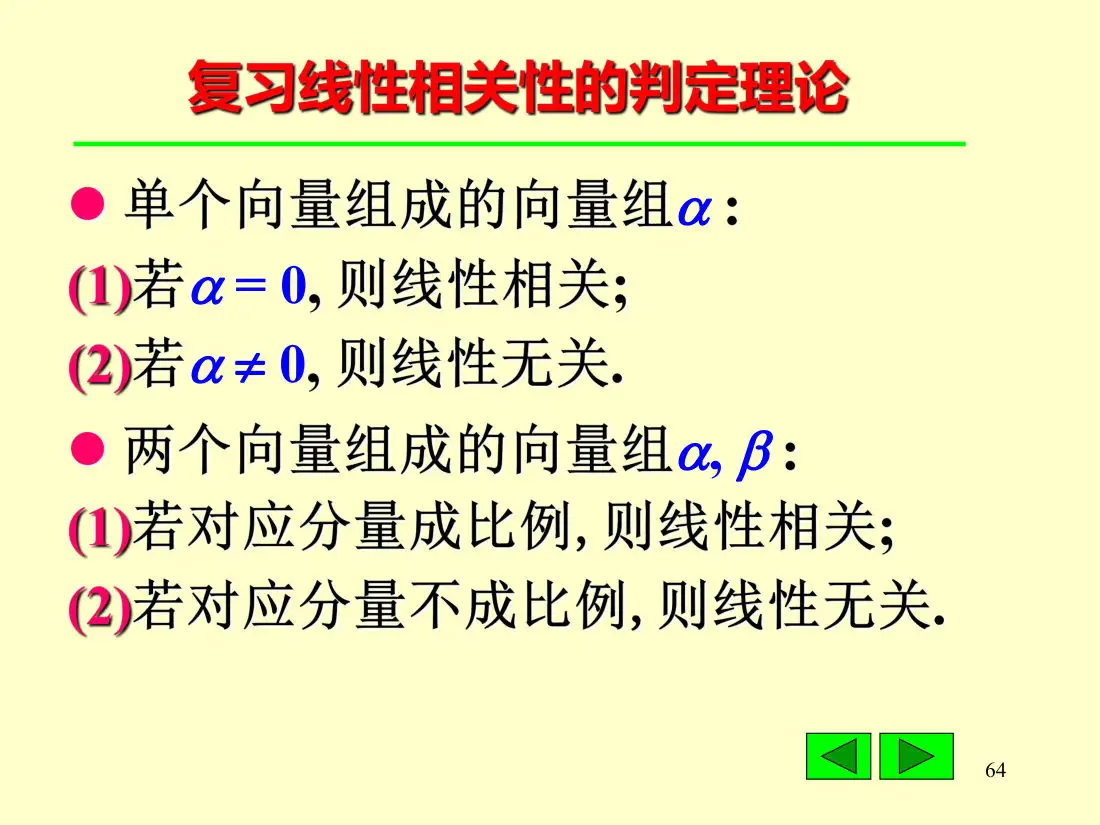 复习线性相关性的判定理论
● 单个向量组成的向量组α :
(1)若α = 0, 则线性相关;
(2)若α ≠ 0, 则线性无关.
● 两个向量组成的向量组α, β :
(1)若对应分量成比例, 则线性相关;
(2)若对应分量不成比例, 则线性无关.
64